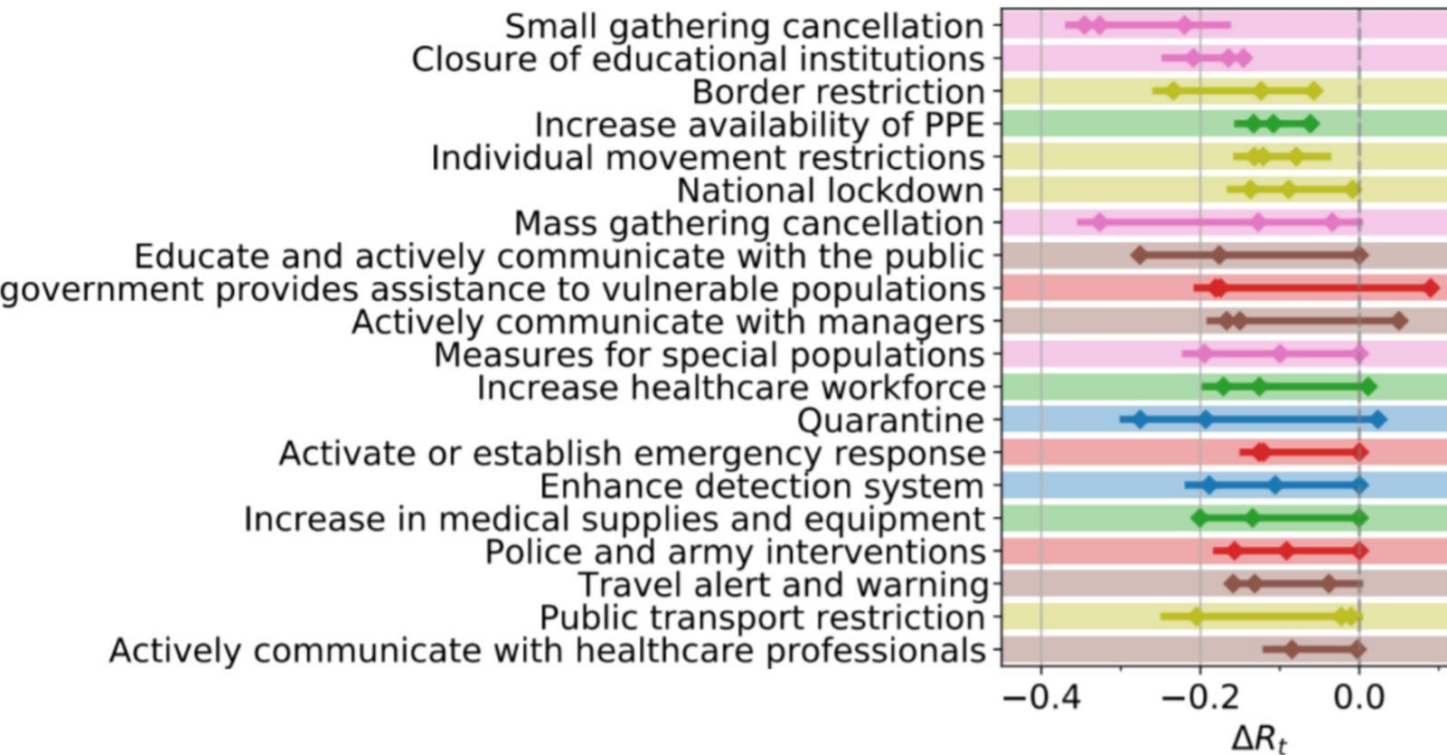 Small gathering cancellation
Closure of educational institutions
Border restriction
Increase availability of PPE
Individual movement restrictions
National lockdown
Mass gathering cancellation
Educate and actively communicate with the public
government provides assistance to vulnerable populations
Actively communicate with managers
Measures for special populations
Increase healthcare workforce
Quarantine
Activate or establish emergency response
Enhance detection system
Increase in medical supplies and equipment
Police and army interventions
Travel alert and warning
Public transport restriction
Actively communicate with healthcare professionals
−0.4 −0.2 0.0
ΔRₜ